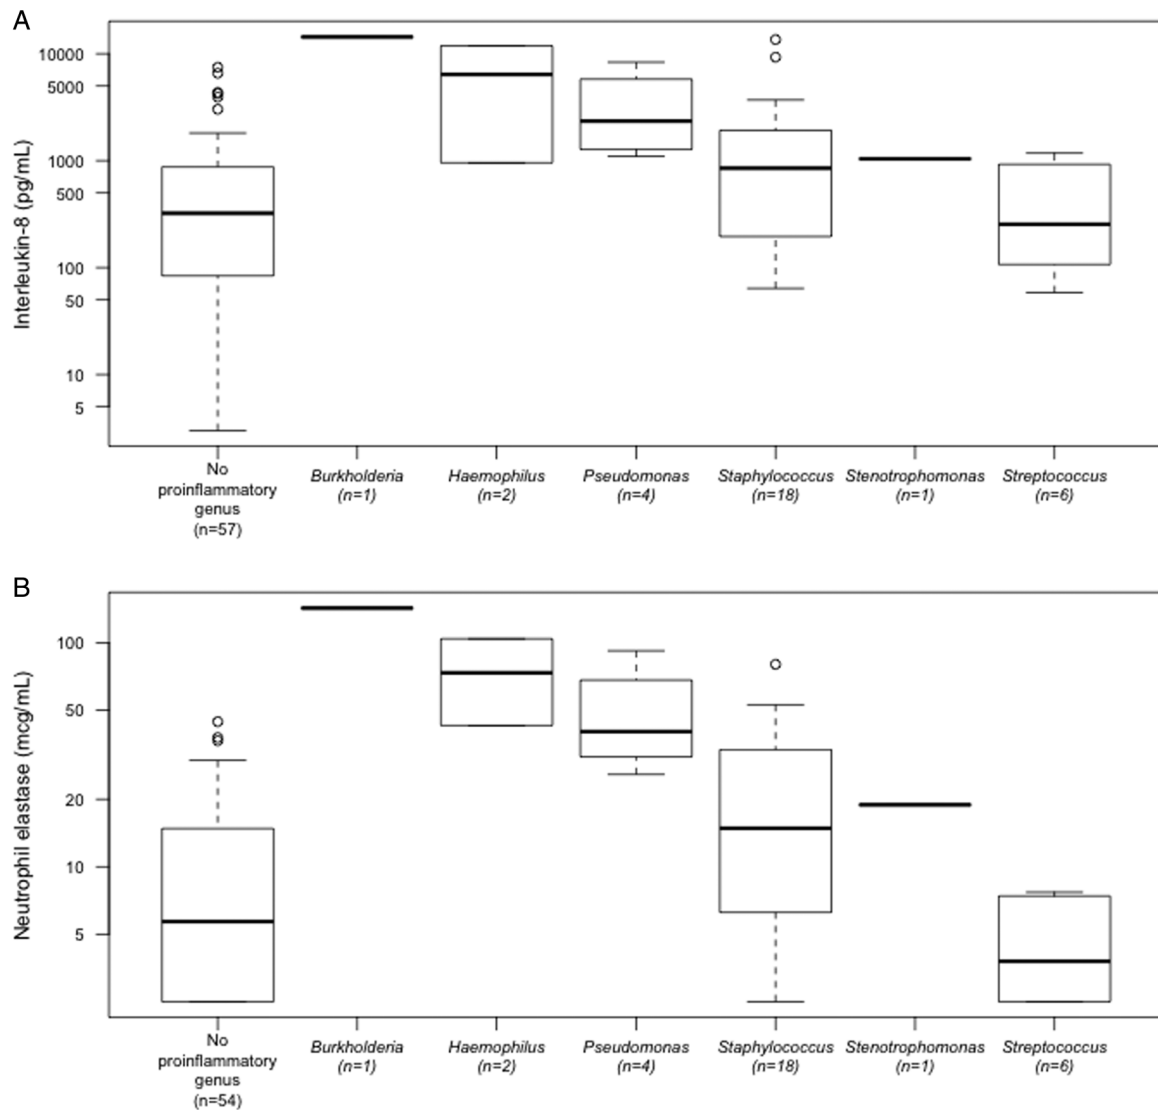 A
Interleukin-8 (pg/mL)
10000
5000
1000
500
100
50
10
5
No
proinflammatory
genus
(n=57)
Burkholderia
(n=1)
Haemophilus
(n=2)
Pseudomonas
(n=4)
Staphylococcus
(n=18)
Stenotrophomonas
(n=1)
Streptococcus
(n=6)
B
Neutrophil elastase (mcg/mL)
100
50
20
10
5
No
proinflammatory
genus
(n=54)
Burkholderia
(n=1)
Haemophilus
(n=2)
Pseudomonas
(n=4)
Staphylococcus
(n=18)
Stenotrophomonas
(n=1)
Streptococcus
(n=6)